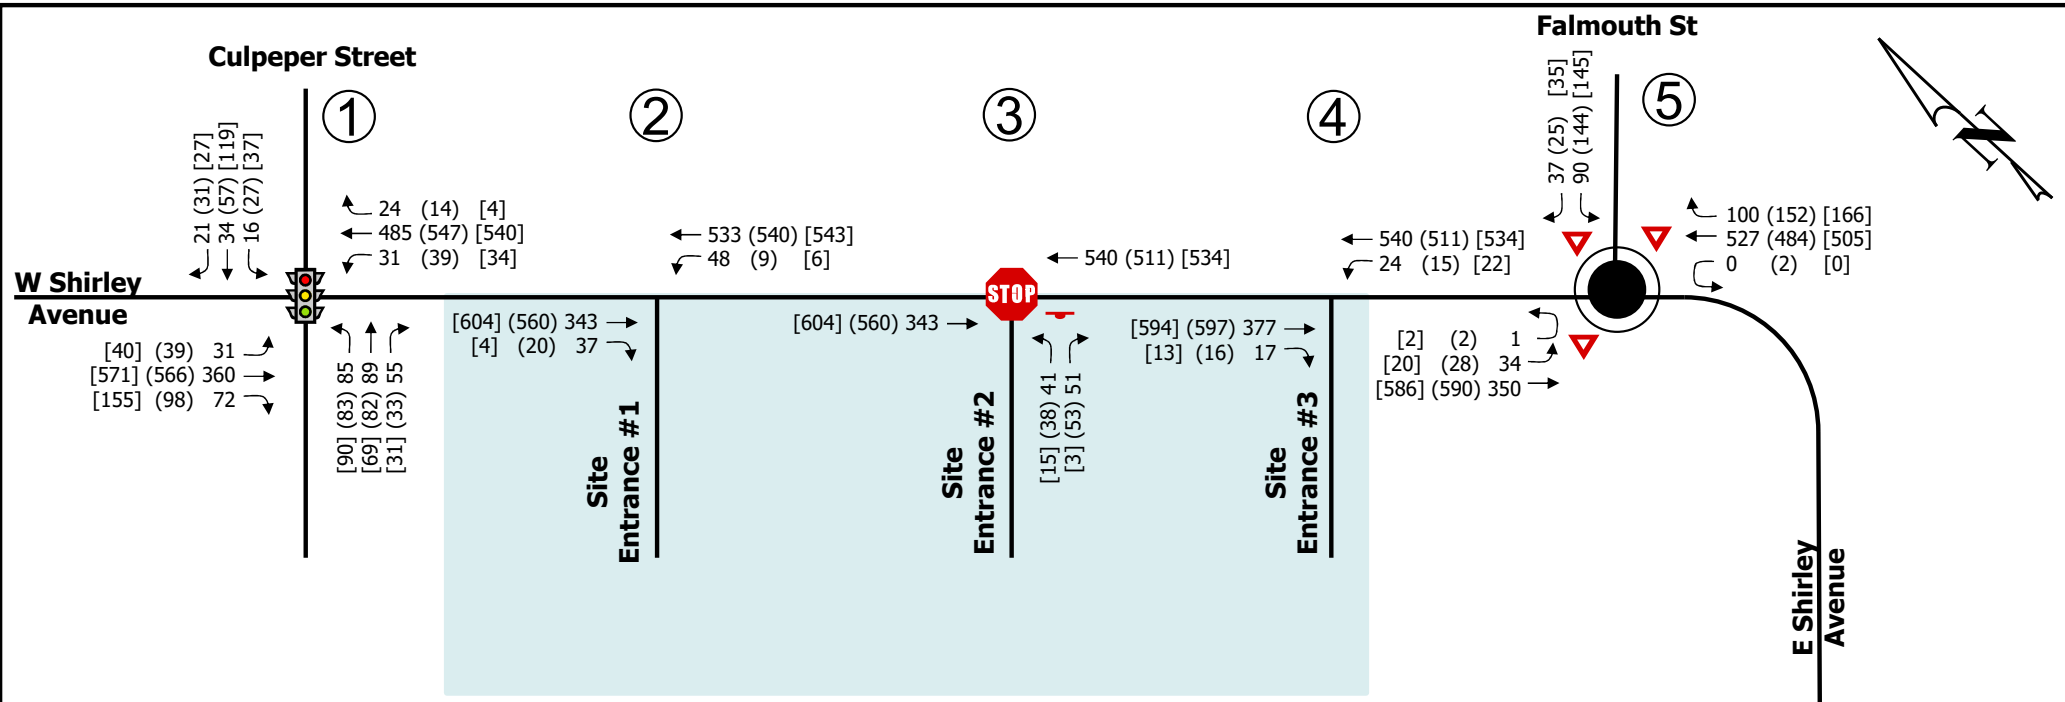 Culpeper Street
Falmouth St
1
2
3
4
5
21 (31) [27]
34 (57) [119]
16 (27) [37]
24 (14) [4]
485 (547) [540]
31 (39) [34]
533 (540) [543]
48 (9) [6]
540 (511) [534]
540 (511) [534]
24 (15) [22]
37 (25) [35]
90 (144) [145]
100 (152) [166]
527 (484) [505]
0 (2) [0]
W Shirley
Avenue
STOP
[40] (39) 31
[571] (566) 360
[155] (98) 72
[90] (83) 85
[69] (82) 89
[31] (33) 55
[604] (560) 343
[4] (20) 37
[604] (560) 343
[15] (38) 41
[3] (53) 51
[594] (597) 377
[13] (16) 17
[2] (2) 1
[20] (28) 34
[586] (590) 350
Site
Entrance #1
Site
Entrance #2
Site
Entrance #3
E Shirley
Avenue
N